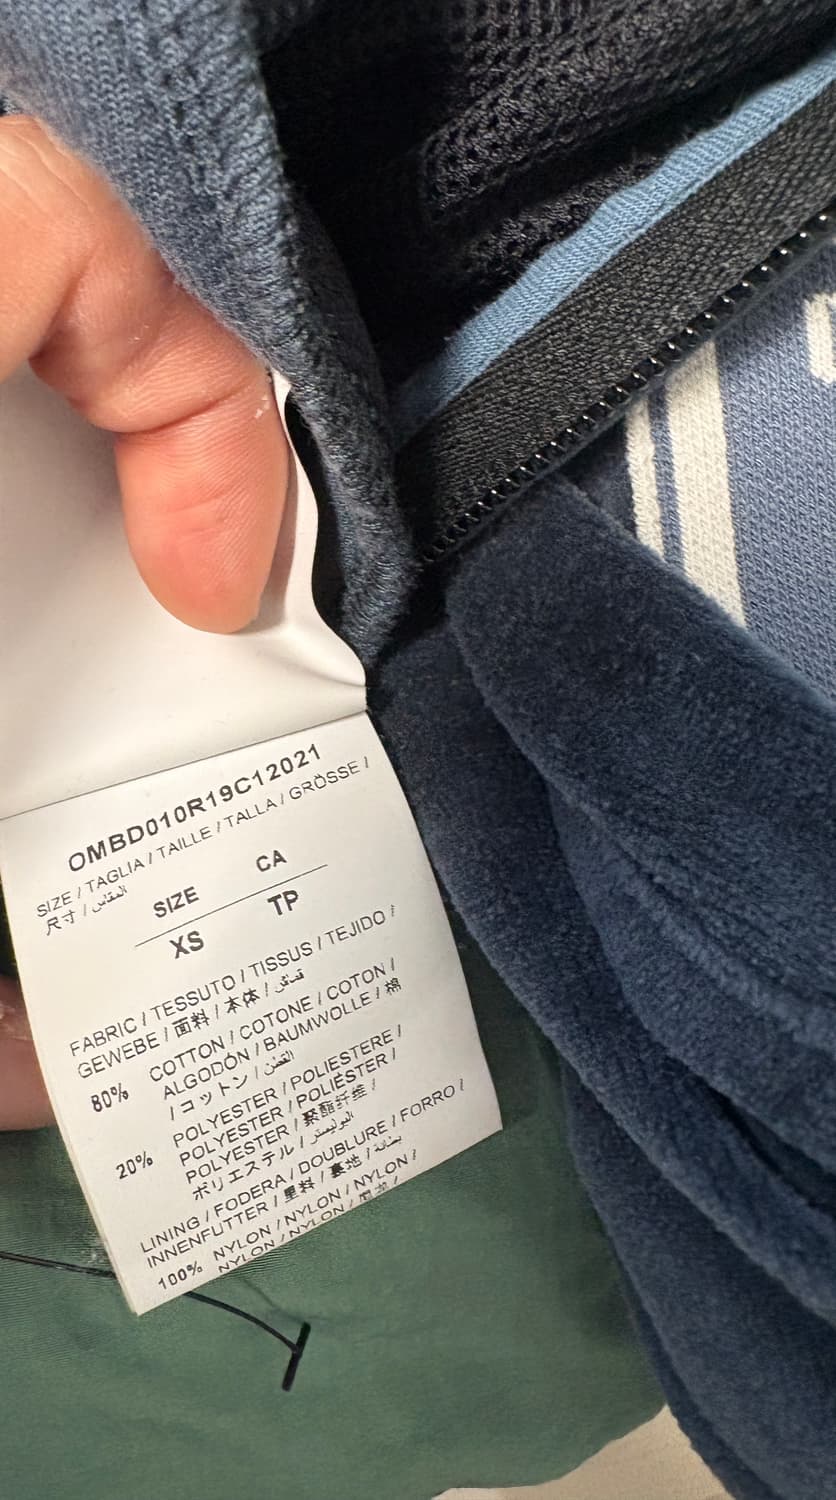 OMBD010R19C12021
SIZE / TAGLIA / TAILLE / TALLA / GRÖSSE /
尺寸 / المقاس
SIZE CA
XS TP
FABRIC / TESSUTO / TISSUS / TEJIDO /
GEWEBE / 面料 / 本体 / قماش
80% COTTON / COTONE / COTON /
ALGODÓN / BAUMWOLLE / 棉
/ コットン / القطن
20% POLYESTER / POLIESTERE /
POLYESTER / POLIÉSTER /
POLYESTER / 聚酯纤维 /
ポリエステル / البوليستر
LINING / FODERA / DOUBLURE / FORRO /
INNENFUTTER / 里料 / 裏地 / بطانة
100% NYLON / NYLON / NYLON /
NYLON / NYLON /